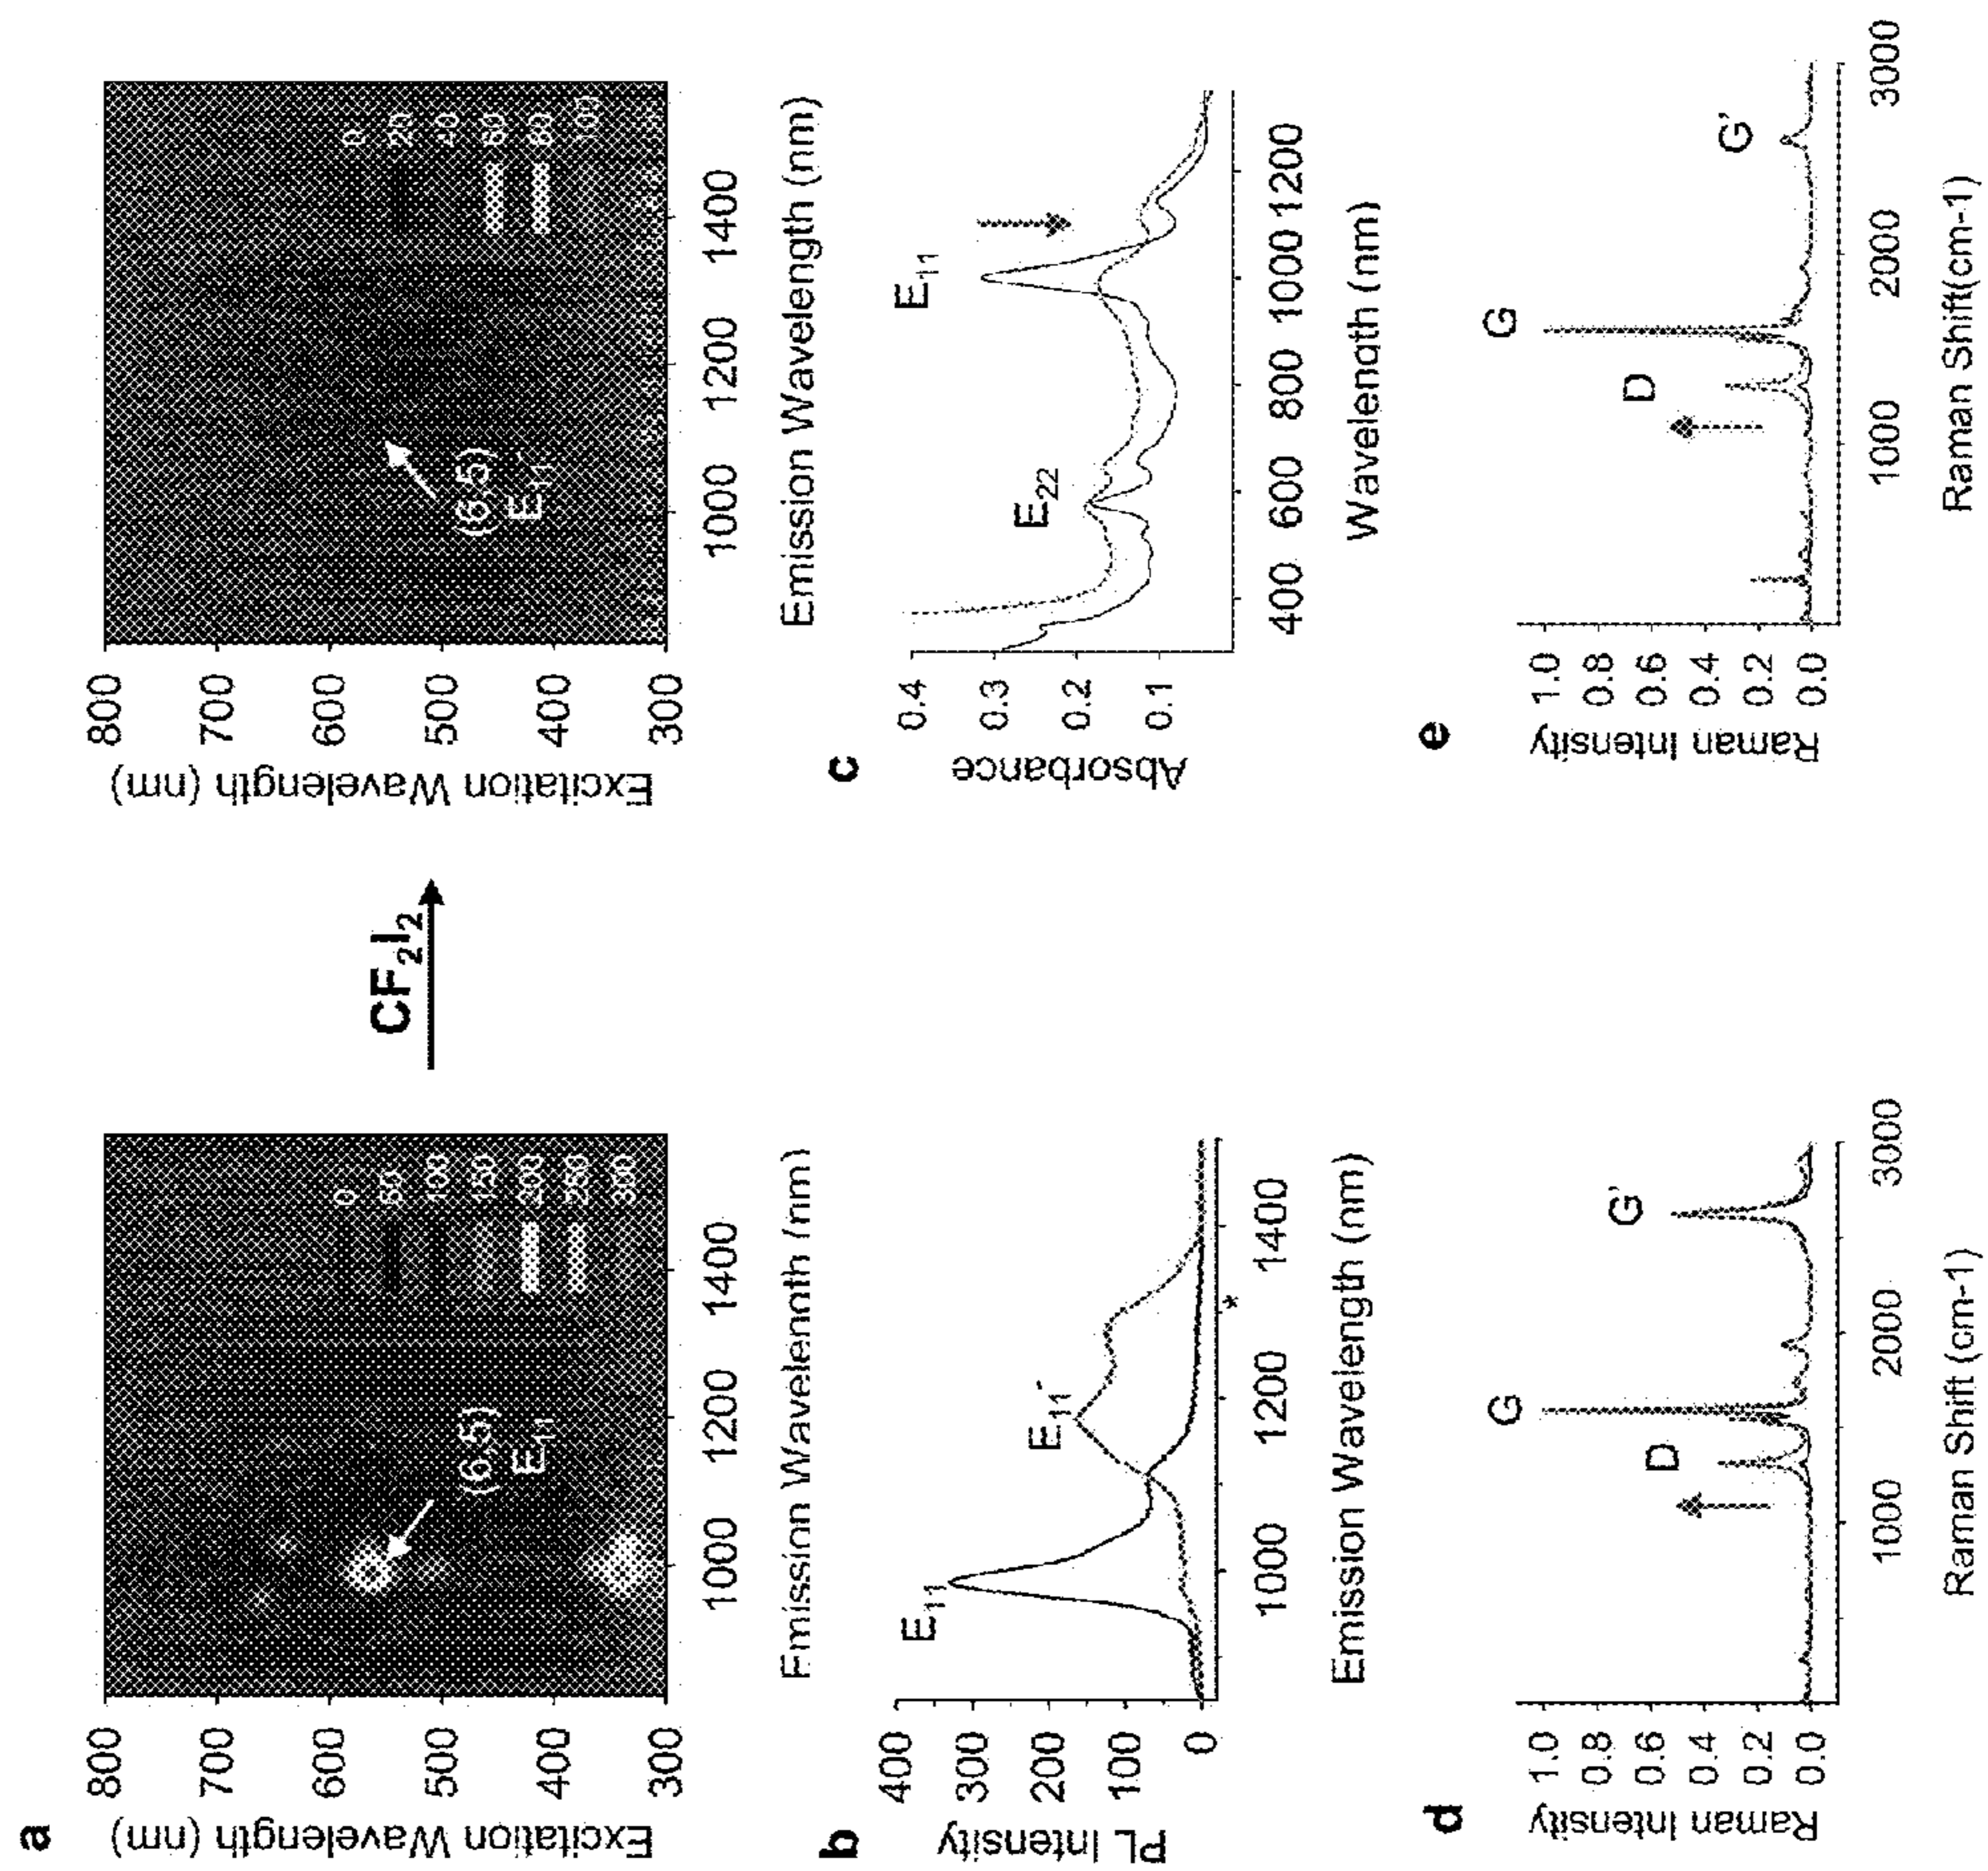 a
Excitation Wavelength (nm)
800
700
600
500
400
300
(6,5)
E11
0
50
100
150
200
250
300
1000 1200 1400
Emission Wavelength (nm)
CF2I2
Excitation Wavelength (nm)
800
700
600
500
400
300
(6,5)
E11-
0
20
40
60
80
100
1000 1200 1400
Emission Wavelength (nm)
b
PL Intensity
400
300
200
100
0
E11
E11-
*
1000 1200 1400
Emission Wavelength (nm)
c
Absorbance
0.4
0.3
0.2
0.1
E22
E11
400 600 800 1000 1200
Wavelength (nm)
d
Raman Intensity
1.0
0.8
0.6
0.4
0.2
0.0
D
G
G'
1000 2000 3000
Raman Shift (cm-1)
e
Raman Intensity
1.0
0.8
0.6
0.4
0.2
0.0
D
G
G'
1000 2000 3000
Raman Shift(cm-1)